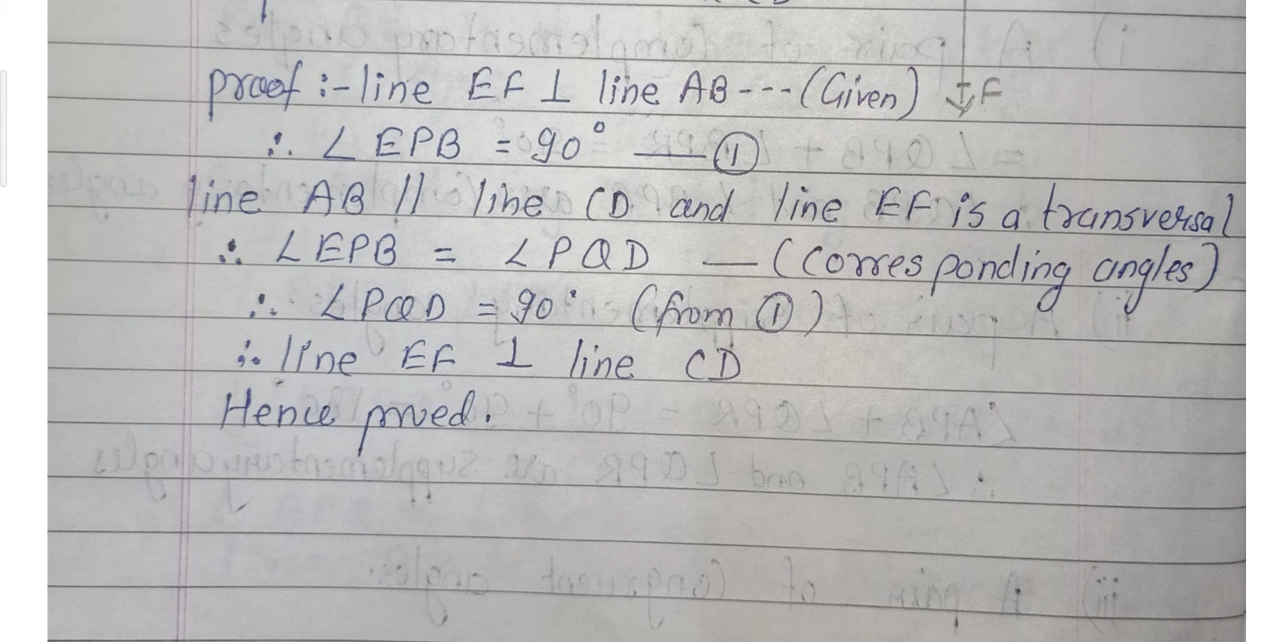 proof :- line EF ⊥ line AB --- (Given) F
∴ ∠EPB = 90° — ①
line AB // line CD and line EF is a transversal
∴ ∠EPB = ∠PQD — (Corresponding angles)
∴ ∠PQD = 90° (from ①)
∴ line EF ⊥ line CD
Hence proved.